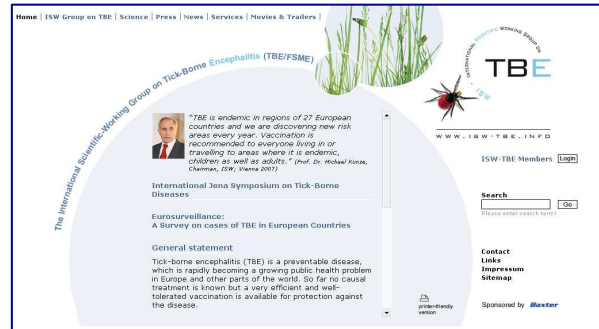 Home | ISW Group on TBE | Science | Press | News | Services | Movies & Trailers |
The International Scientific-Working Group on Tick-Borne Encephalitis (TBE/FSME)
INTERNATIONAL SCIENTIFIC WORKING GROUP ON
TBE
· ISW ·
WWW.ISW-TBE.INFO
"TBE is endemic in regions of 27 European
countries and we are discovering new risk
areas every year. Vaccination is
recommended to everyone living in or
travelling to areas where it is endemic,
children as well as adults." (Prof. Dr. Michael Kunze,
Chairman, ISW; Vienna 2007)
International Jena Symposium on Tick-Borne
Diseases
Eurosurveillance:
A Survey on cases of TBE in European Countries
General statement
Tick-borne encephalitis (TBE) is a preventable disease,
which is rapidly becoming a growing public health problem
in Europe and other parts of the world. So far no causal
treatment is known but a very efficient and well-
tolerated vaccination is available for protection against
the disease.
printer-friendly
version
ISW-TBE Members Login
Search
Go
Please enter search term!
Contact
Links
Impressum
Sitemap
Sponsored by Baxter